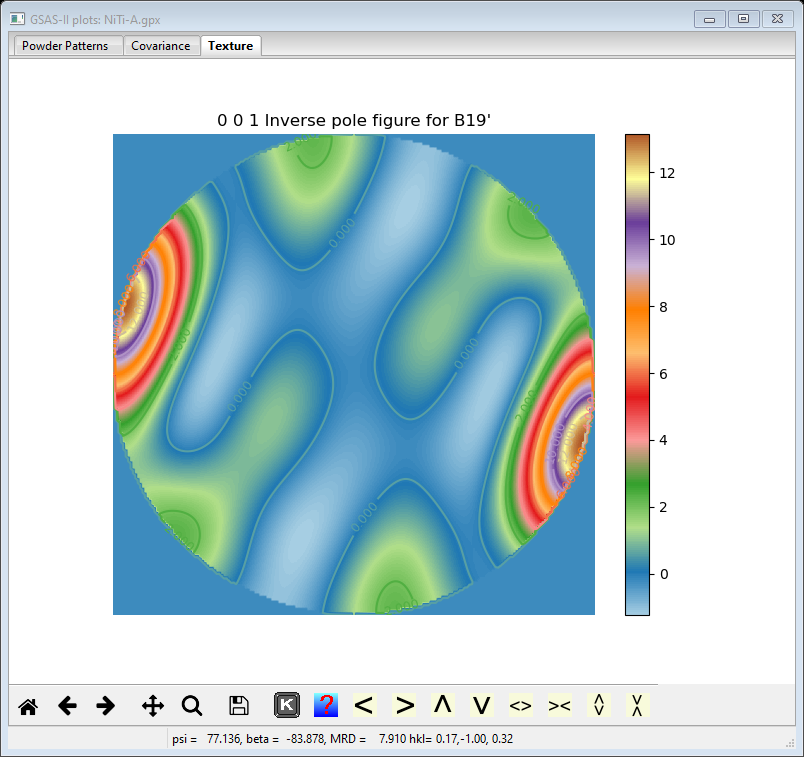 GSAS-II plots: NiTi-A.gpx
Powder Patterns Covariance Texture
0 0 1 Inverse pole figure for B19'
12
10
8
6
4
2
0
0.000
0.000
0.000
0.000
2.000
2.000
K ? < > Λ V <> >< 
psi = 77.136, beta = -83.878, MRD = 7.910 hkl= 0.17,-1.00, 0.32